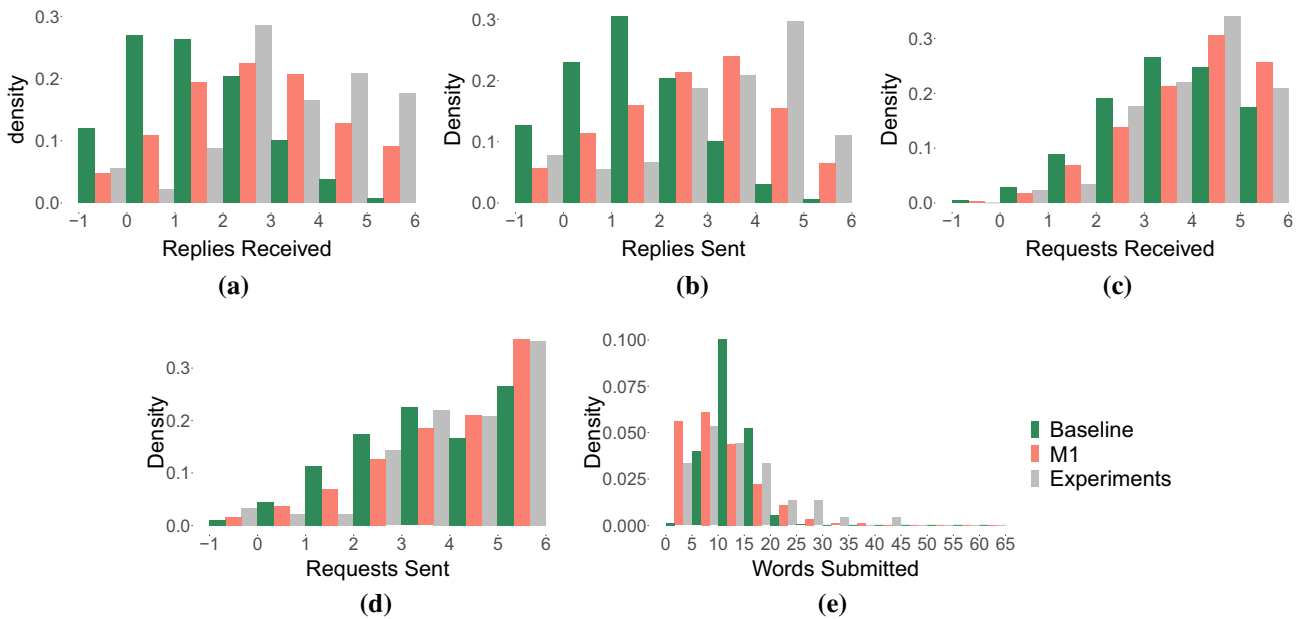 density
0.3
0.2
0.1
0.0
−1 0 1 2 3 4 5 6
Replies Received
(a)
Density
0.3
0.2
0.1
0.0
−1 0 1 2 3 4 5 6
Replies Sent
(b)
Density
0.3
0.2
0.1
0.0
−1 0 1 2 3 4 5 6
Requests Received
(c)
Density
0.3
0.2
0.1
0.0
−1 0 1 2 3 4 5 6
Requests Sent
(d)
Density
0.100
0.075
0.050
0.025
0.000
0 5 10 15 20 25 30 35 40 45 50 55 60 65
Words Submitted
(e)
Baseline
M1
Experiments